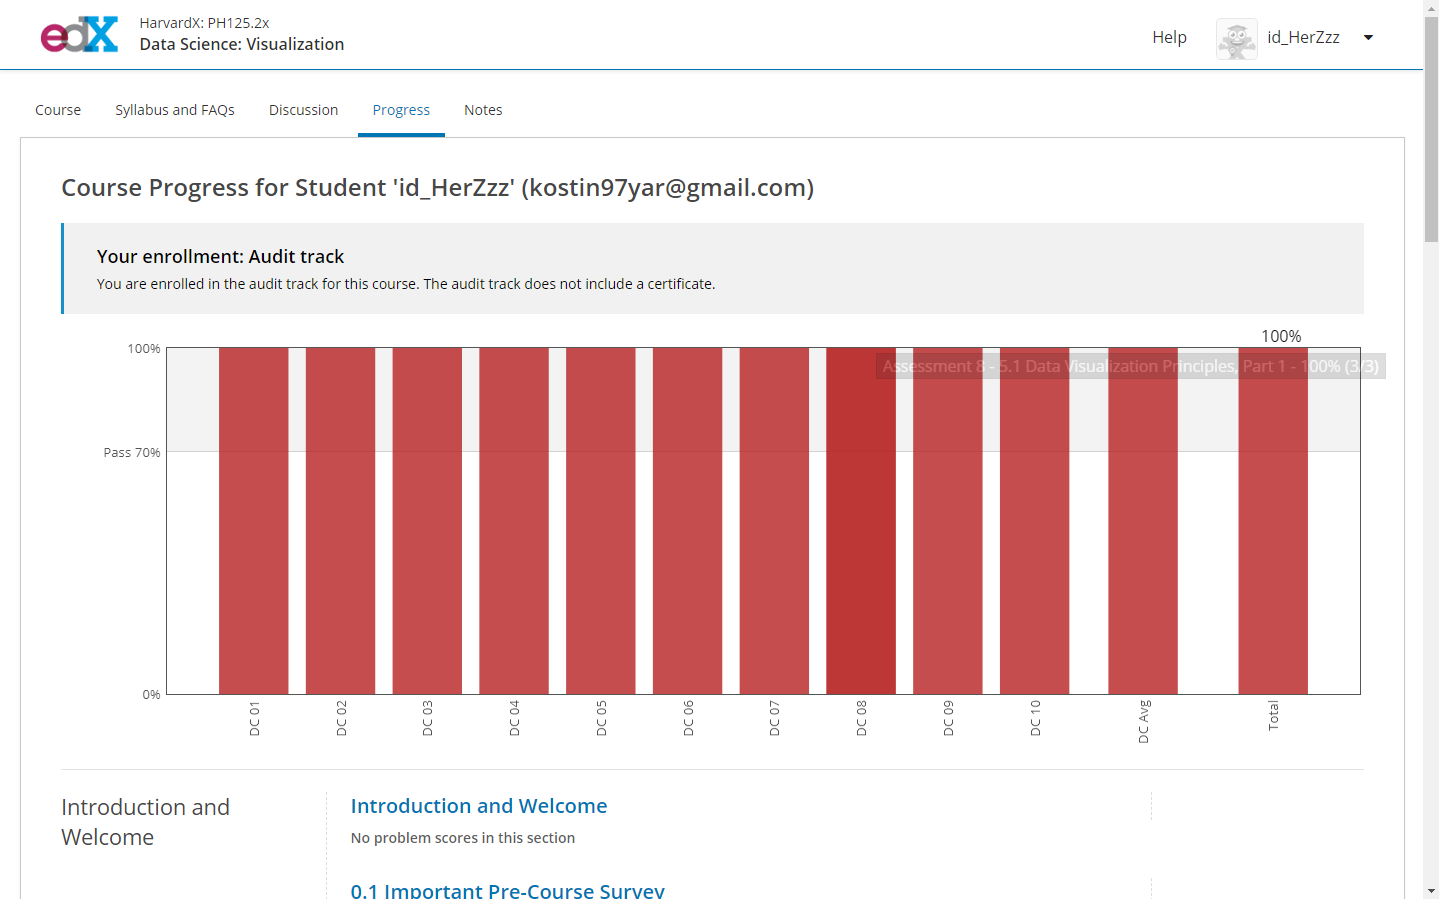 edX
HarvardX: PH125.2x
Data Science: Visualization
Help
id_HerZzz
Course
Syllabus and FAQs
Discussion
Progress
Notes
Course Progress for Student 'id_HerZzz' (kostin97yar@gmail.com)
Your enrollment: Audit track
You are enrolled in the audit track for this course. The audit track does not include a certificate.
100%
100%
Assessment 8 - 5.1 Data Visualization Principles, Part 1 - 100% (3/3)
Pass 70%
0%
DC 01
DC 02
DC 03
DC 04
DC 05
DC 06
DC 07
DC 08
DC 09
DC 10
DC Avg
Total
Introduction and
Welcome
Introduction and Welcome
No problem scores in this section
0.1 Important Pre-Course Survey